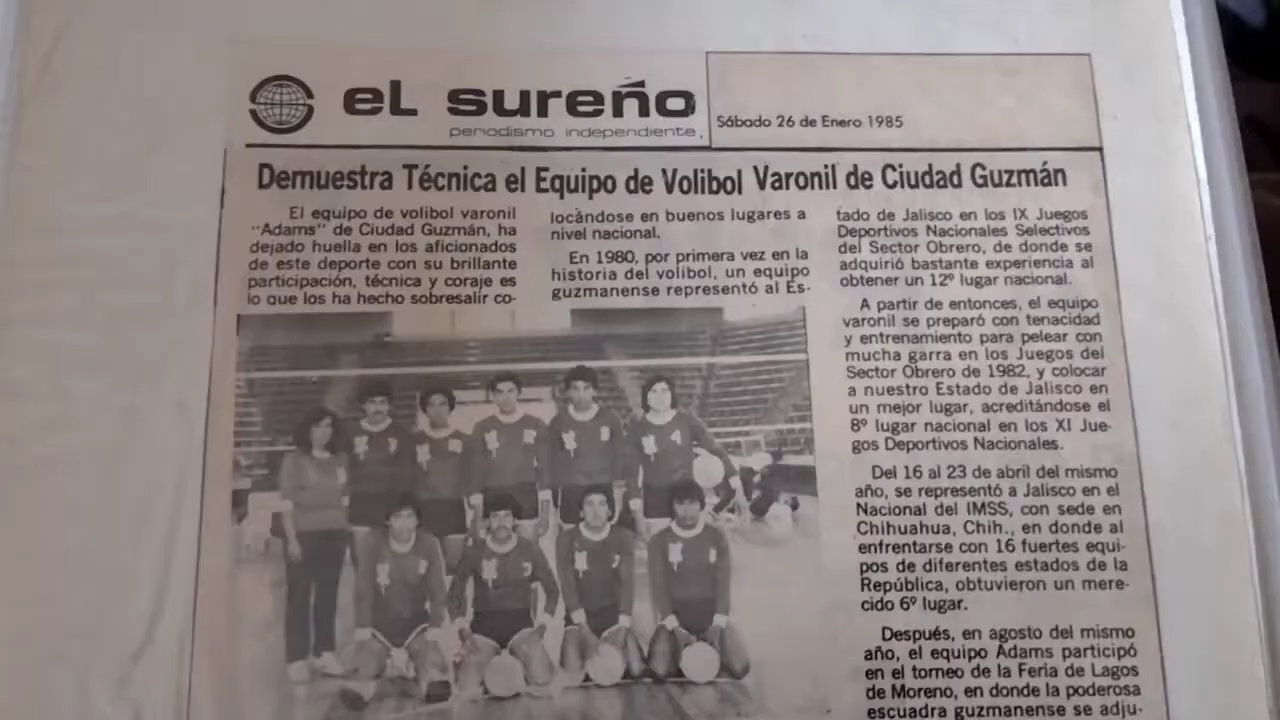 eL sureño
periodismo independiente,
Sábado 26 de Enero 1985
Demuestra Técnica el Equipo de Volibol Varonil de Ciudad Guzmán
El equipo de volibol varonil
"Adams" de Ciudad Guzmán, ha
dejado huella en los aficionados
de este deporte con su brillante
participación, técnica y coraje es
lo que los ha hecho sobresalir co-
locándose en buenos lugares a
nivel nacional.
En 1980, por primera vez en la
historia del volibol, un equipo
guzmanense representó al Es-
tado de Jalisco en los IX Juegos
Deportivos Nacionales Selectivos
del Sector Obrero, de donde se
adquirió bastante experiencia al
obtener un 12º lugar nacional.
A partir de entonces, el equipo
varonil se preparó con tenacidad
y entrenamiento para pelear con
mucha garra en los Juegos del
Sector Obrero de 1982, y colocar
a nuestro Estado de Jalisco en
un mejor lugar, acreditándose el
8º lugar nacional en los XI Jue-
gos Deportivos Nacionales.
Del 16 al 23 de abril del mismo
año, se representó a Jalisco en el
Nacional del IMSS, con sede en
Chihuahua, Chih., en donde al
enfrentarse con 16 fuertes equi-
pos de diferentes estados de la
República, obtuvieron un mere-
cido 6º lugar.
Después, en agosto del mismo
año, el equipo Adams participó
en el torneo de la Feria de Lagos
de Moreno, en donde la poderosa
escuadra guzmanense se adju-